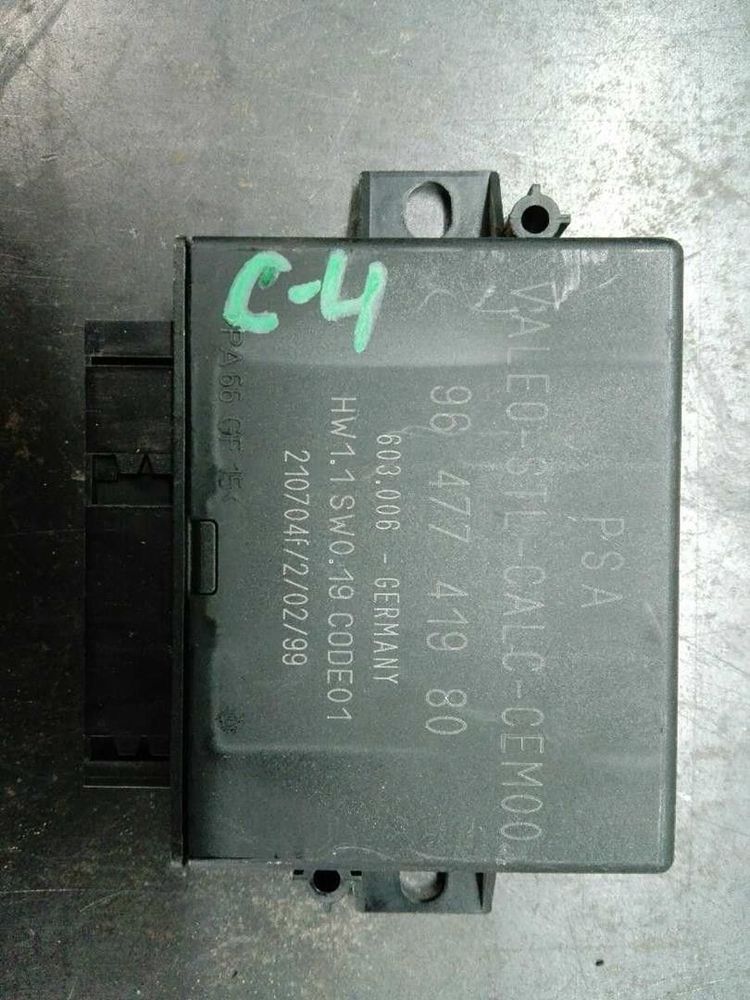 C-4
PSA
VALEO-STL-CALC-CEM00
96 477 419 80
603.006 - GERMANY
HW1.1 SW0.19 CODE01
210704f/2/02/99
PA66 GF 15K